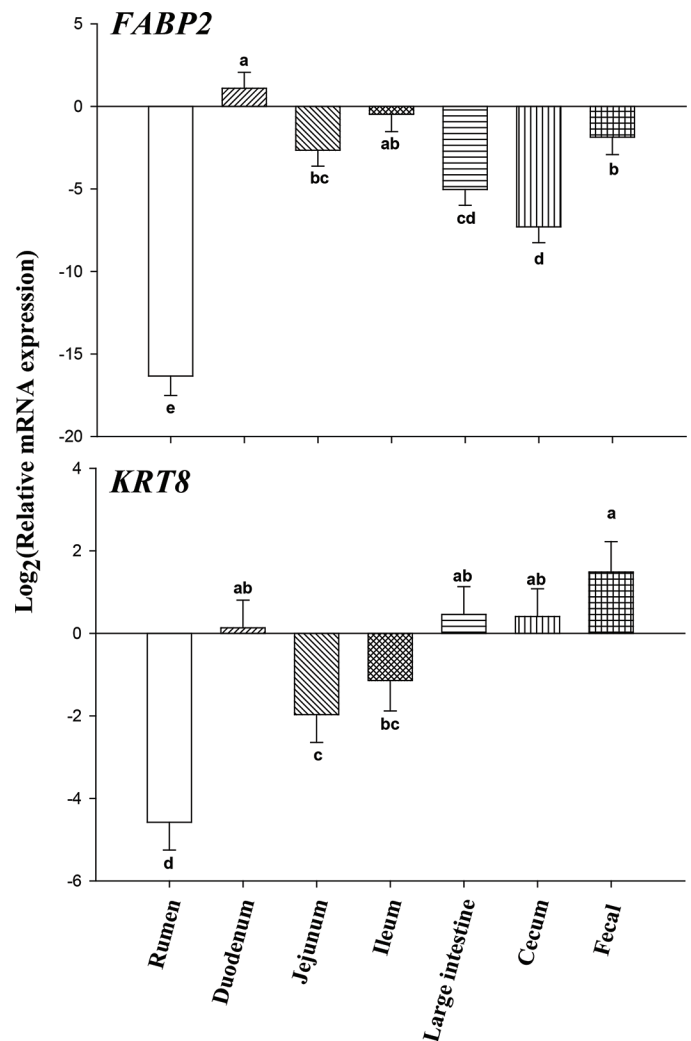 FABP2
5
0
-5
-10
-15
-20
a
bc
ab
cd
d
b
e
Log2(Relative mRNA expression)
KRT8
4
2
0
-2
-4
-6
ab
ab
ab
a
c
bc
d
Rumen
Duodenum
Jejunum
Ileum
Large intestine
Cecum
Fecal